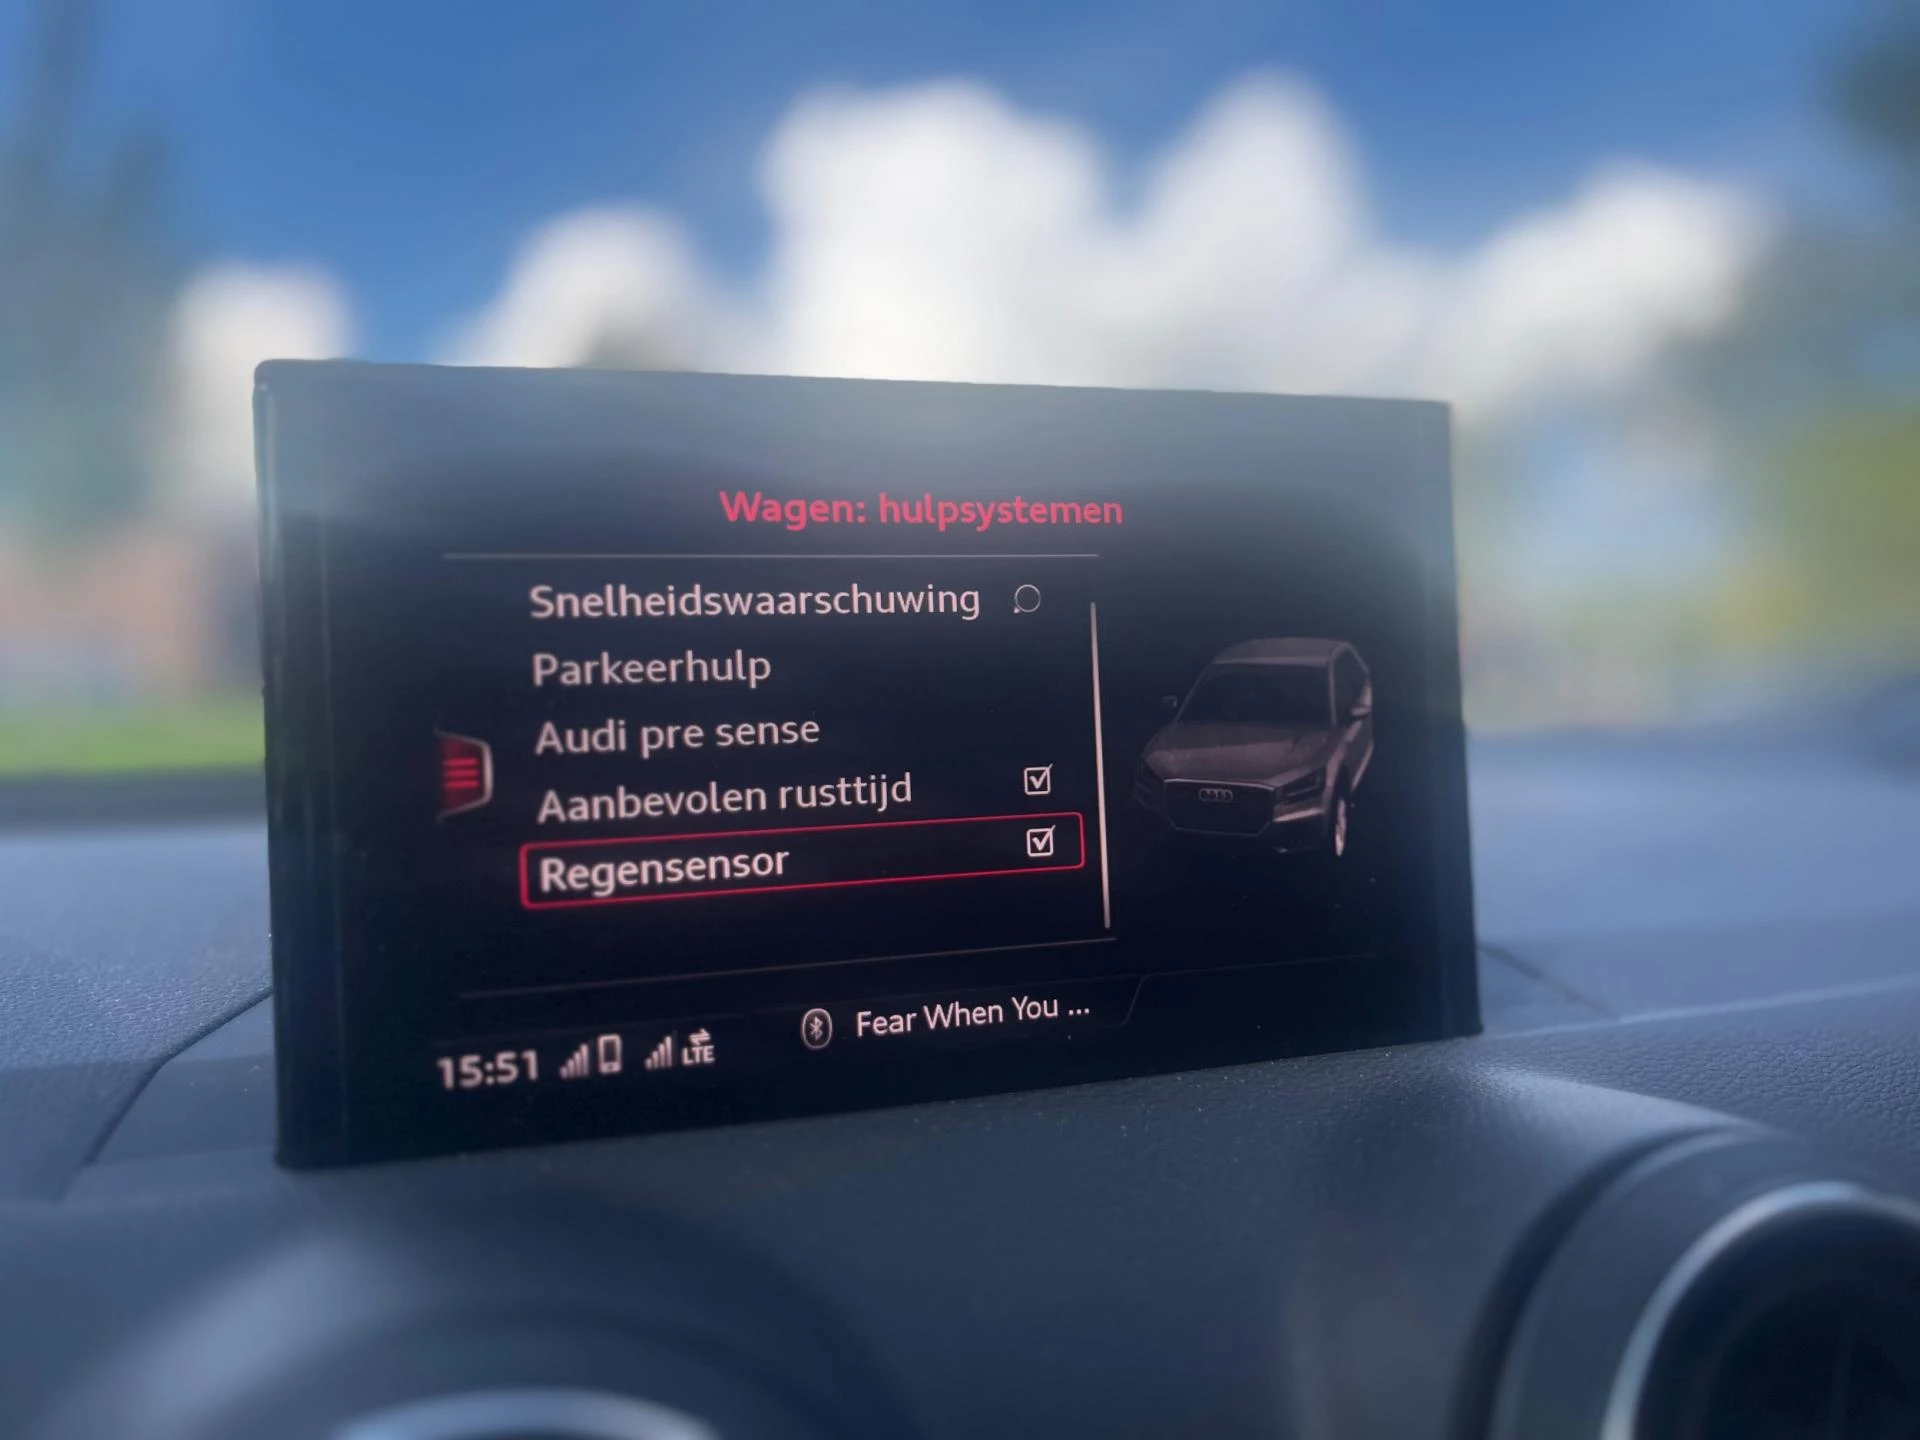 Wagen: hulpsystemen
Snelheidswaarschuwing
Parkeerhulp
Audi pre sense
Aanbevolen rusttijd
Regensensor
Fear When You ...
15:51 LTE